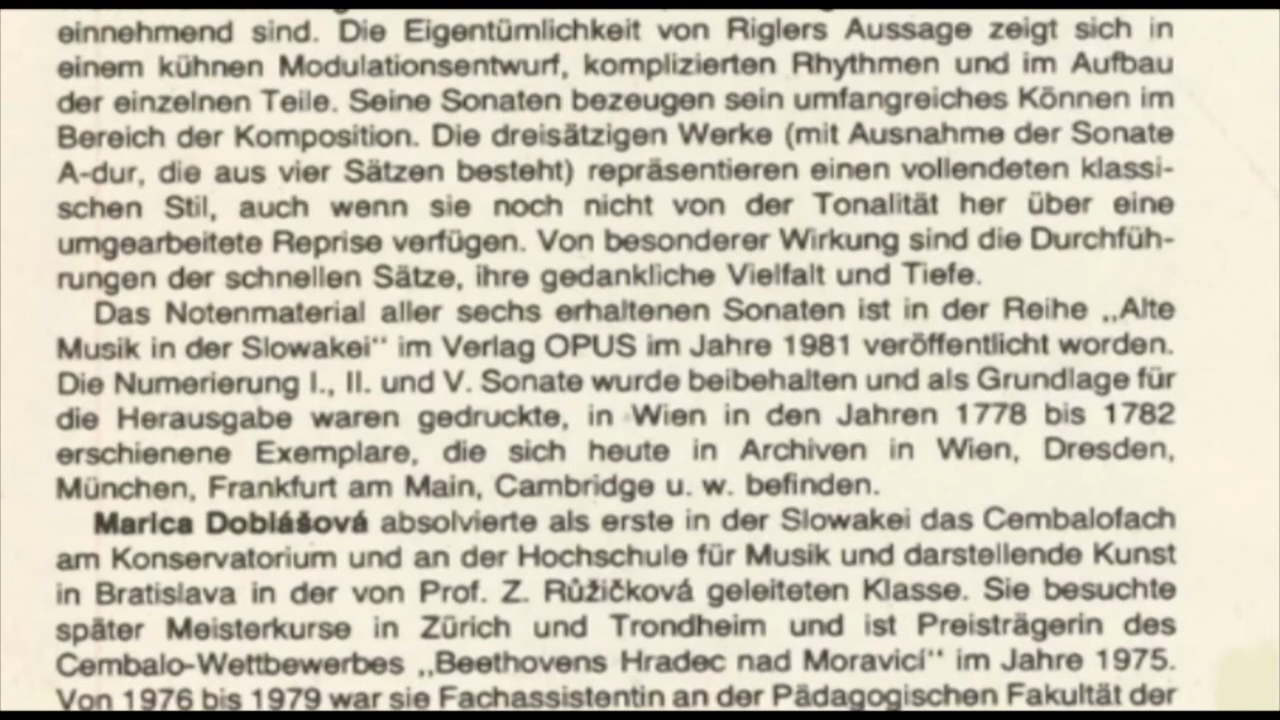 einnehmend sind. Die Eigentümlichkeit von Riglers Aussage zeigt sich in
einem kühnen Modulationsentwurf, komplizierten Rhythmen und im Aufbau
der einzelnen Teile. Seine Sonaten bezeugen sein umfangreiches Können im
Bereich der Komposition. Die dreisätzigen Werke (mit Ausnahme der Sonate
A-dur, die aus vier Sätzen besteht) repräsentieren einen vollendeten klassi-
schen Stil, auch wenn sie noch nicht von der Tonalität her über eine
umgearbeitete Reprise verfügen. Von besonderer Wirkung sind die Durchfüh-
rungen der schnellen Sätze, ihre gedankliche Vielfalt und Tiefe.
Das Notenmaterial aller sechs erhaltenen Sonaten ist in der Reihe „Alte
Musik in der Slowakei" im Verlag OPUS im Jahre 1981 veröffentlicht worden.
Die Numerierung I., II. und V. Sonate wurde beibehalten und als Grundlage für
die Herausgabe waren gedruckte, in Wien in den Jahren 1778 bis 1782
erschienene Exemplare, die sich heute in Archiven in Wien, Dresden,
München, Frankfurt am Main, Cambridge u. w. befinden.
Marica Dobiášová absolvierte als erste in der Slowakei das Cembalofach
am Konservatorium und an der Hochschule für Musik und darstellende Kunst
in Bratislava in der von Prof. Z. Růžičková geleiteten Klasse. Sie besuchte
später Meisterkurse in Zürich und Trondheim und ist Preisträgerin des
Cembalo-Wettbewerbes „Beethovens Hradec nad Moravicí" im Jahre 1975.
Von 1976 bis 1979 war sie Fachassistentin an der Pädagogischen Fakultät der